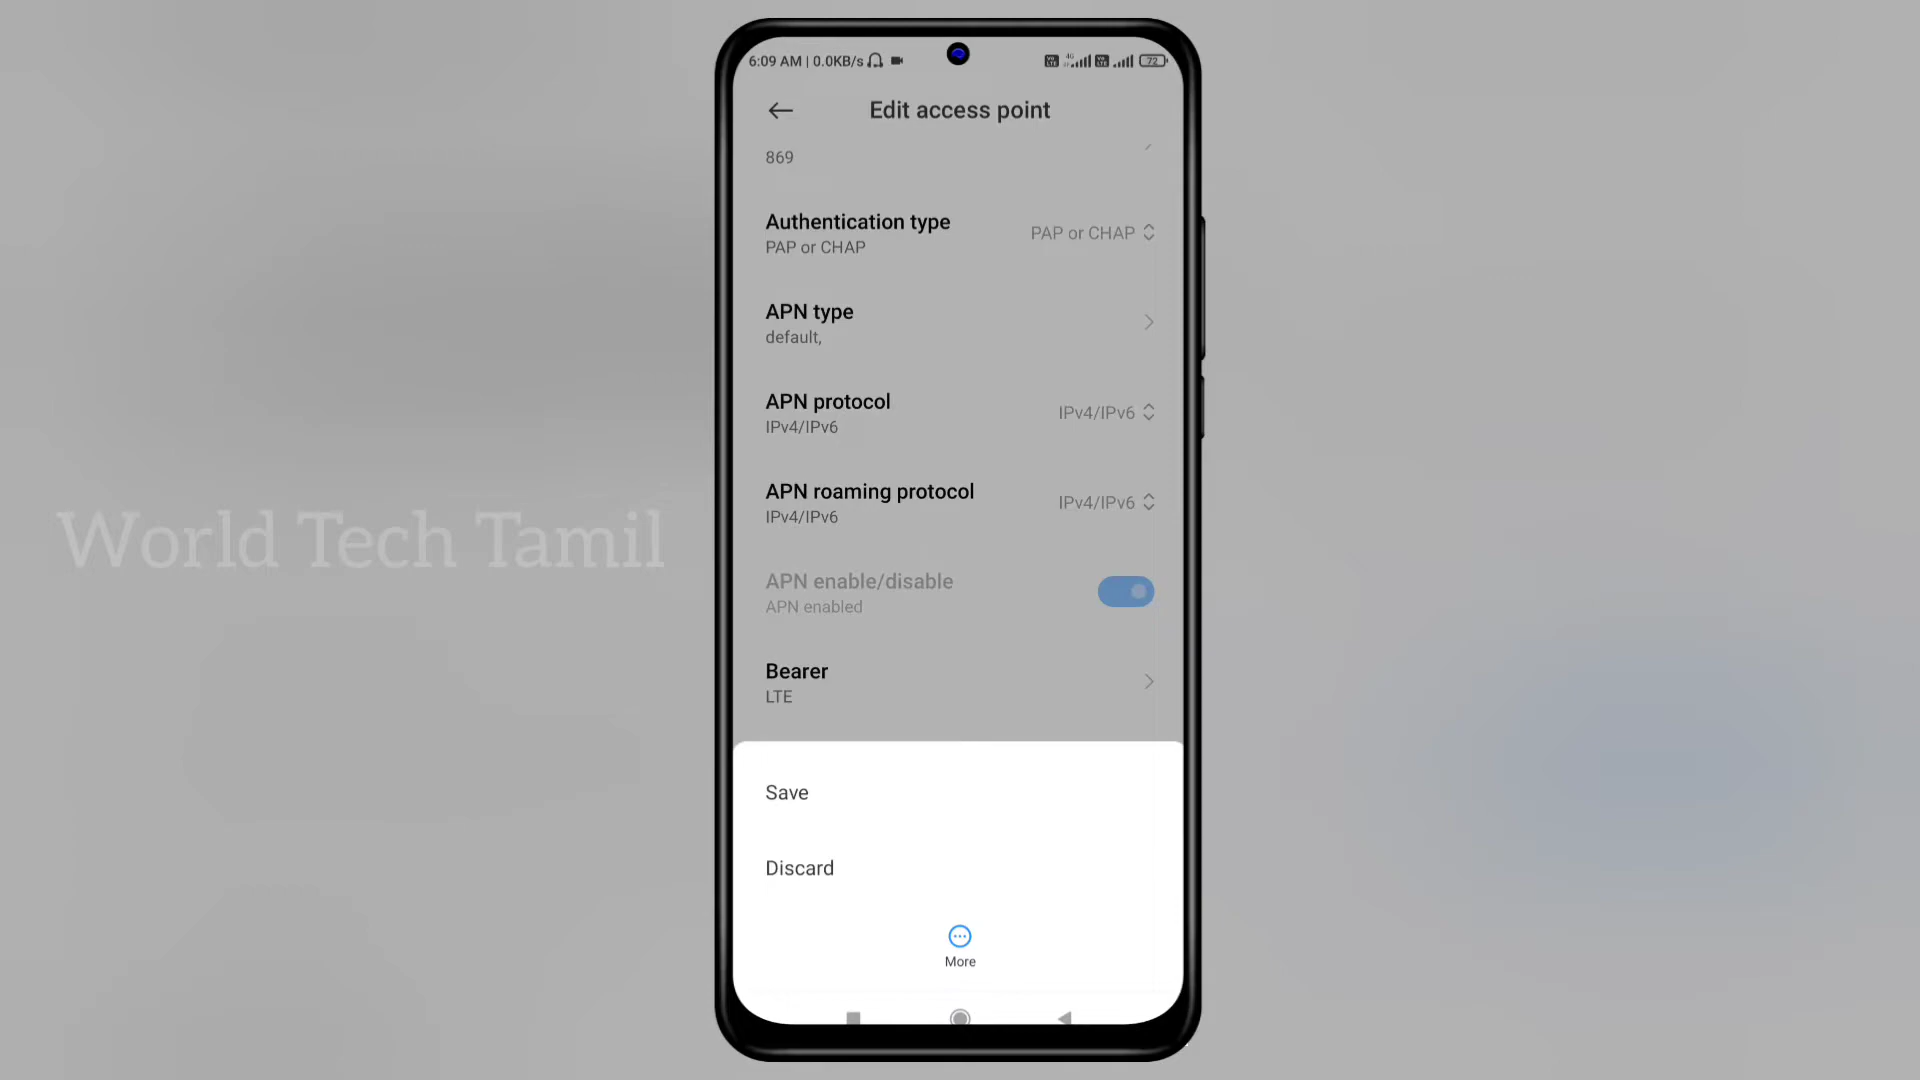 6:09 AM | 0.0KB/s
4G
72
Edit access point
869
Authentication type
PAP or CHAP
PAP or CHAP
APN type
default,
APN protocol
IPv4/IPv6
IPv4/IPv6
APN roaming protocol
IPv4/IPv6
IPv4/IPv6
World Tech Tamil
APN enable/disable
APN enabled
Bearer
LTE
Save
Discard
More